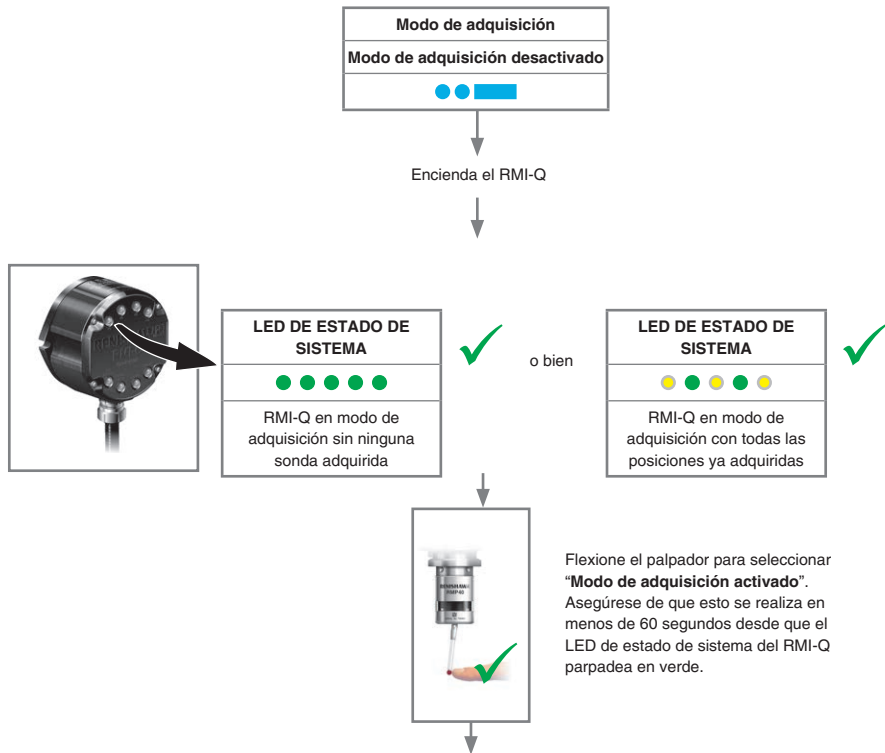 Modo de adquisición
Modo de adquisición desactivado
Encienda el RMI-Q
LED DE ESTADO DE
SISTEMA
RMI-Q en modo de
adquisición sin ninguna
sonda adquirida
o bien
LED DE ESTADO DE
SISTEMA
RMI-Q en modo de
adquisición con todas las
posiciones ya adquiridas
Flexione el palpador para seleccionar
“Modo de adquisición activado”.
Asegúrese de que esto se realiza en
menos de 60 segundos desde que el
LED de estado de sistema del RMI-Q
parpadea en verde.